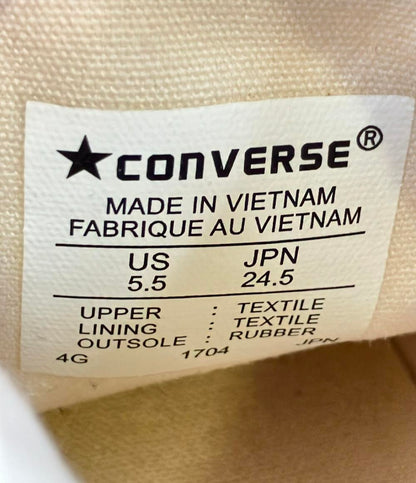 ★CONVERSE®
MADE IN VIETNAM
FABRIQUE AU VIETNAM
US JPN
5.5 24.5
UPPER : TEXTILE
LINING : TEXTILE
OUTSOLE : RUBBER
4G 1704 JPN